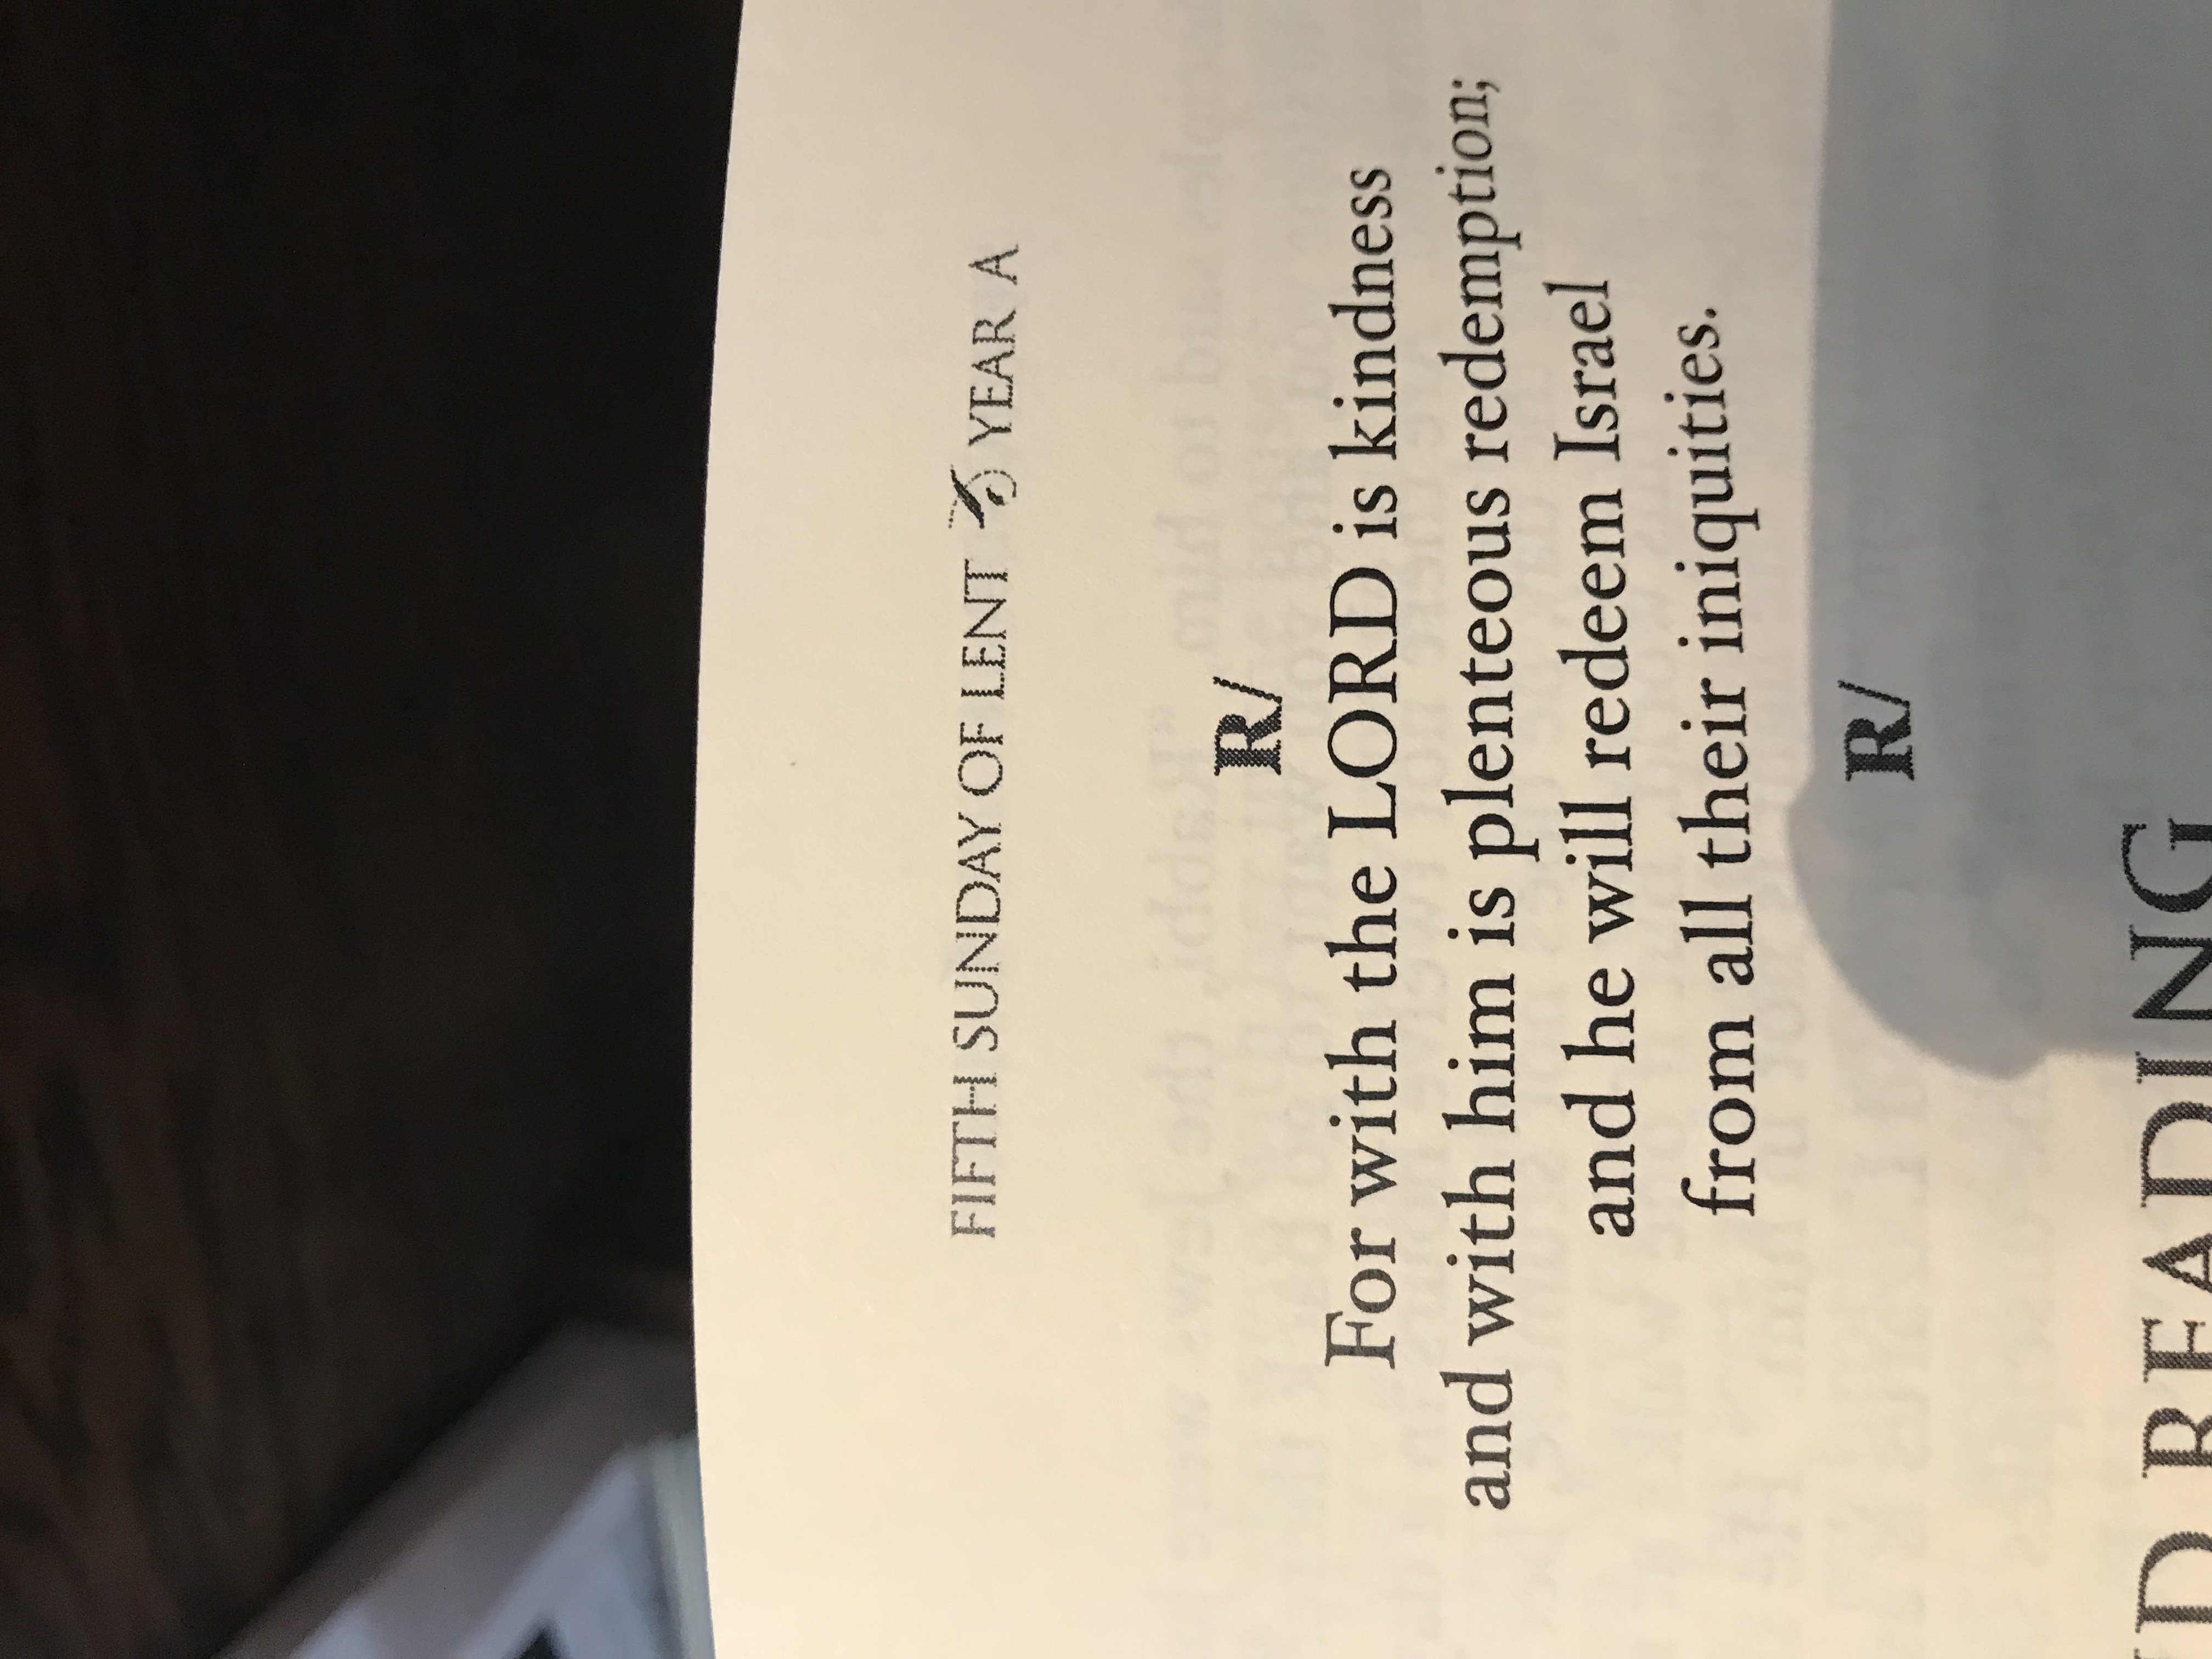 FIFTH SUNDAY OF LENT YEAR A
R/
For with the LORD is kindness
and with him is plenteous redemption;
and he will redeem Israel
from all their iniquities.
R/
READING